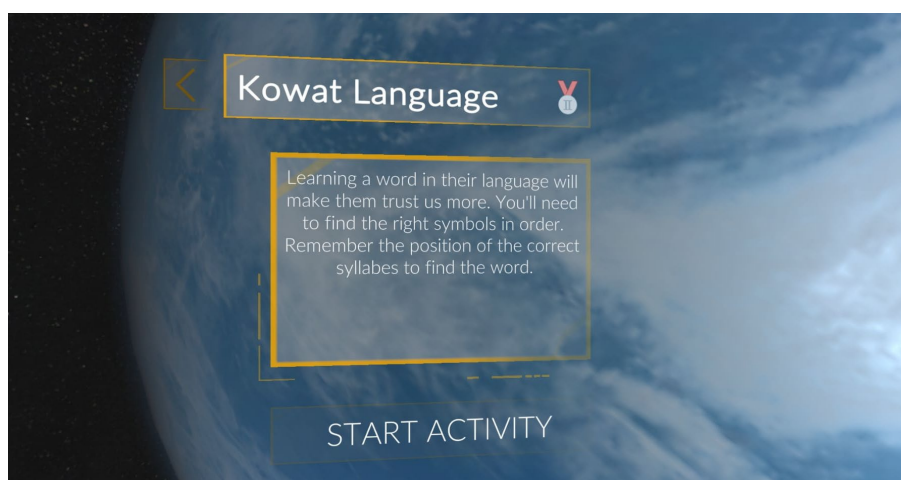 Kowat Language
II
Learning a word in their language will
make them trust us more. You'll need
to find the right symbols in order.
Remember the position of the correct
syllabes to find the word.
START ACTIVITY